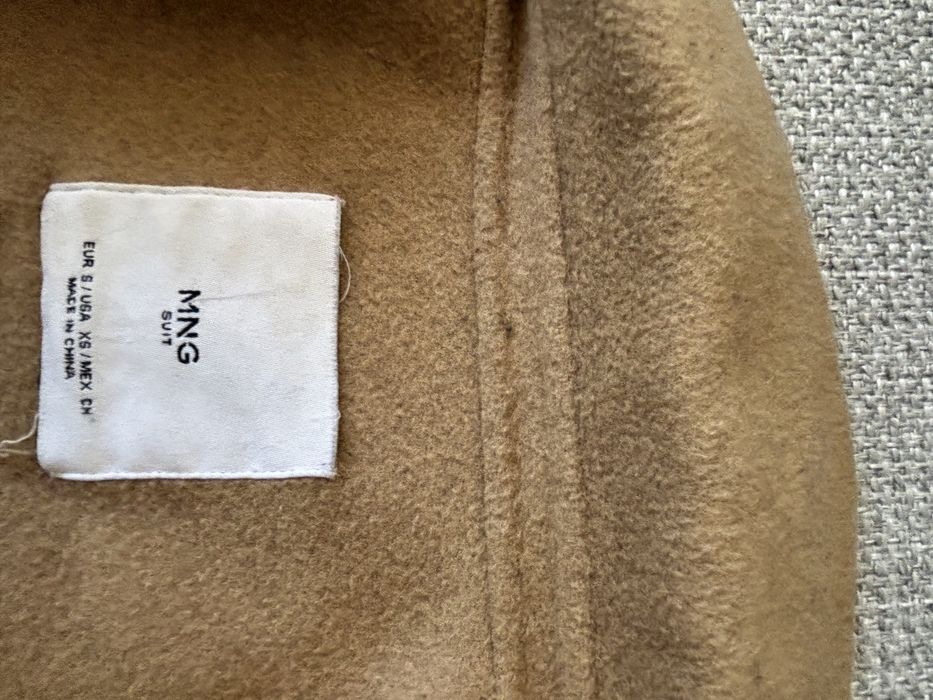 MNG
SUIT
EUR S / USA XS / MEX CH
MADE IN CHINA